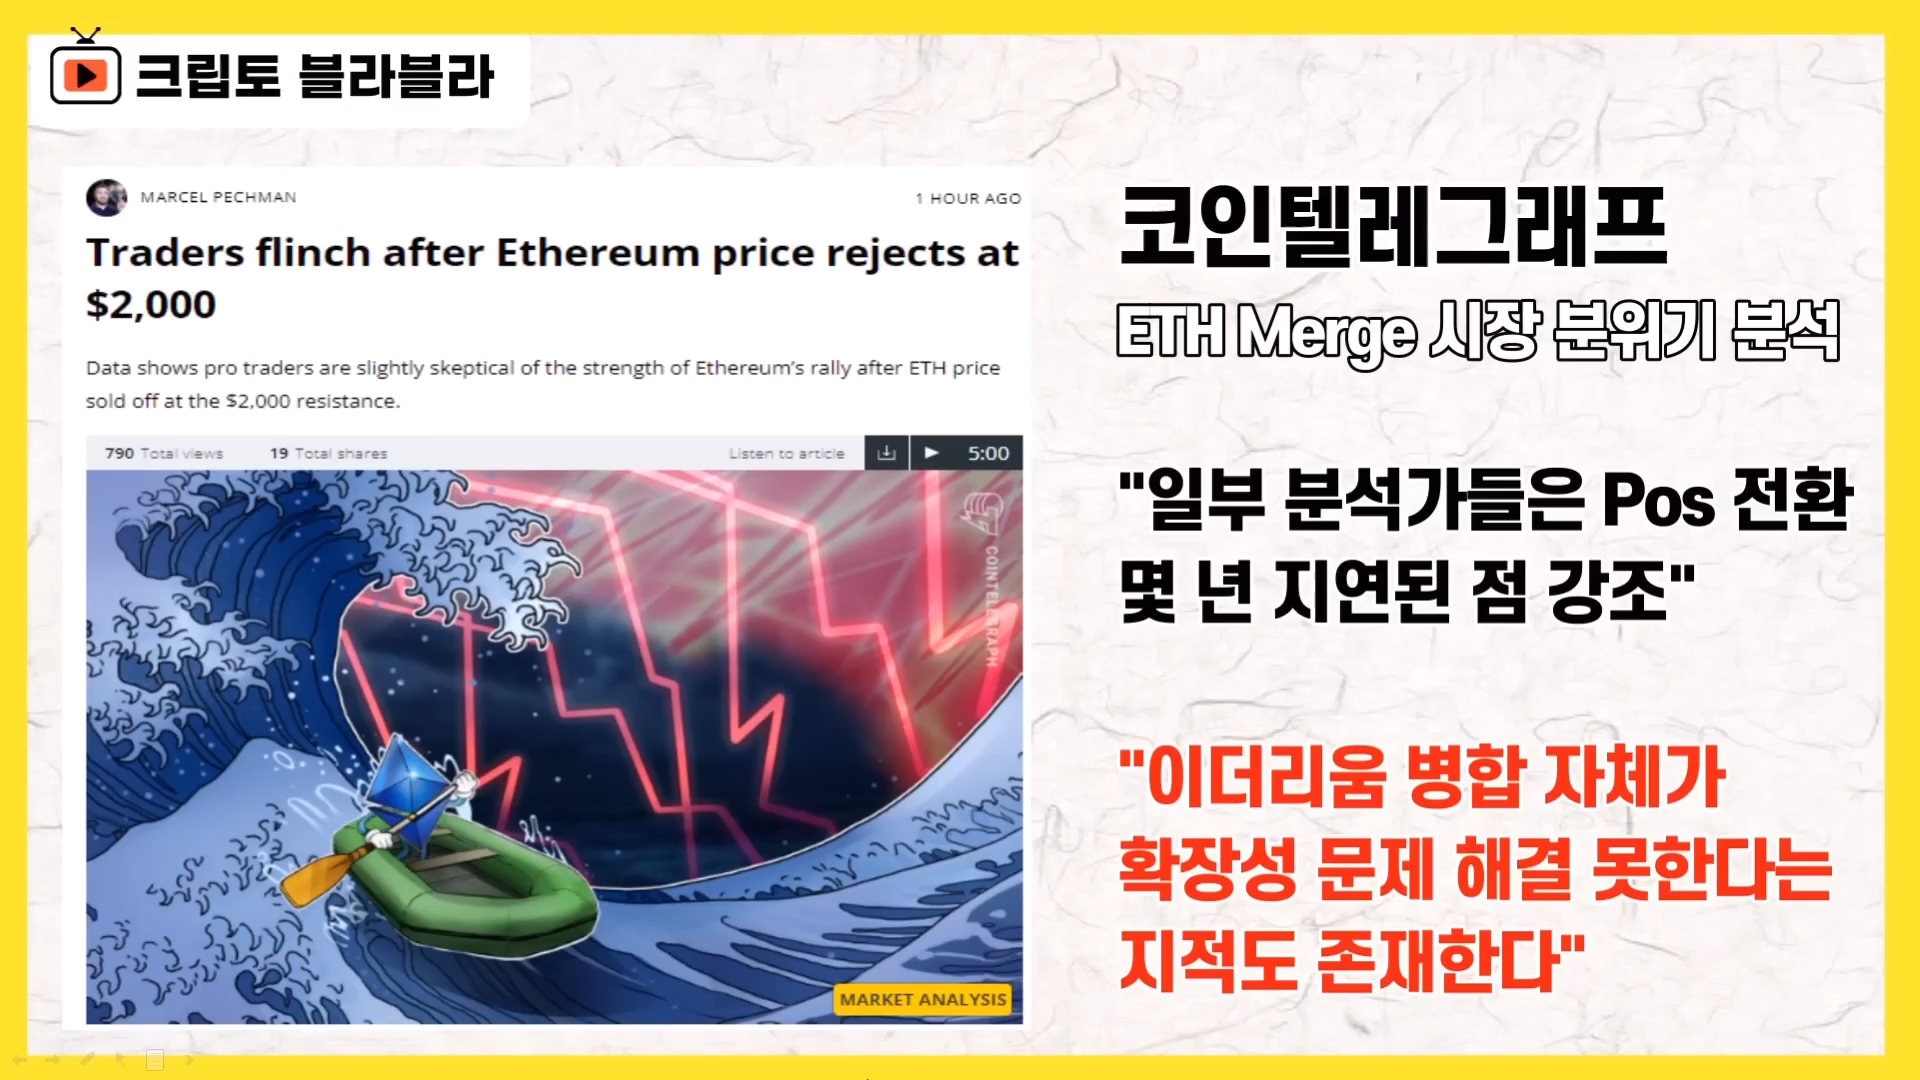 크립토 블라블라
MARCEL PECHMAN
1 HOUR AGO
Traders flinch after Ethereum price rejects at
$2,000
Data shows pro traders are slightly skeptical of the strength of Ethereum's rally after ETH price
sold off at the $2,000 resistance.
790 Total views 19 Total shares Listen to article 5:00
COINTELEGRAPH
MARKET ANALYSIS
코인텔레그래프
ETH Merge 시장 분위기 분석
"일부 분석가들은 Pos 전환
몇 년 지연된 점 강조"
"이더리움 병합 자체가
확장성 문제 해결 못한다는
지적도 존재한다"